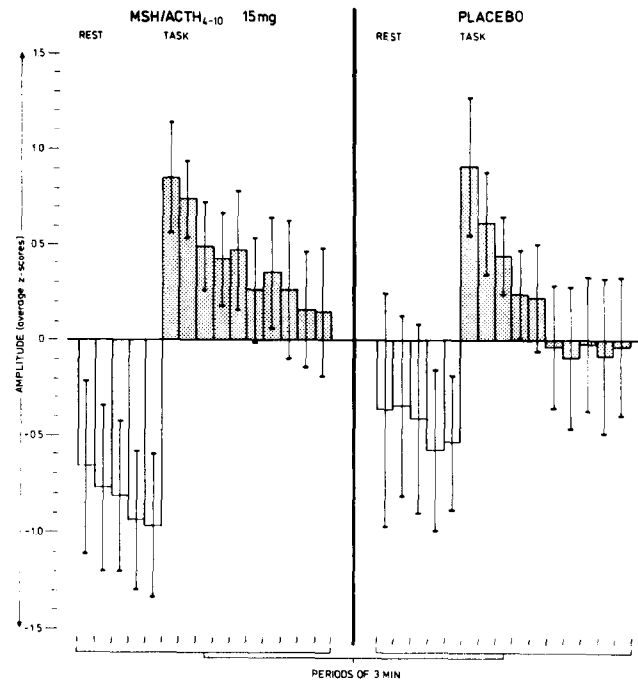 MSH/ACTH4-10 15mg PLACEBO
REST TASK REST TASK
1.5
1.0
0.5
0
-0.5
-1.0
-1.5
AMPLITUDE (average z-scores)
PERIODS OF 3 MIN